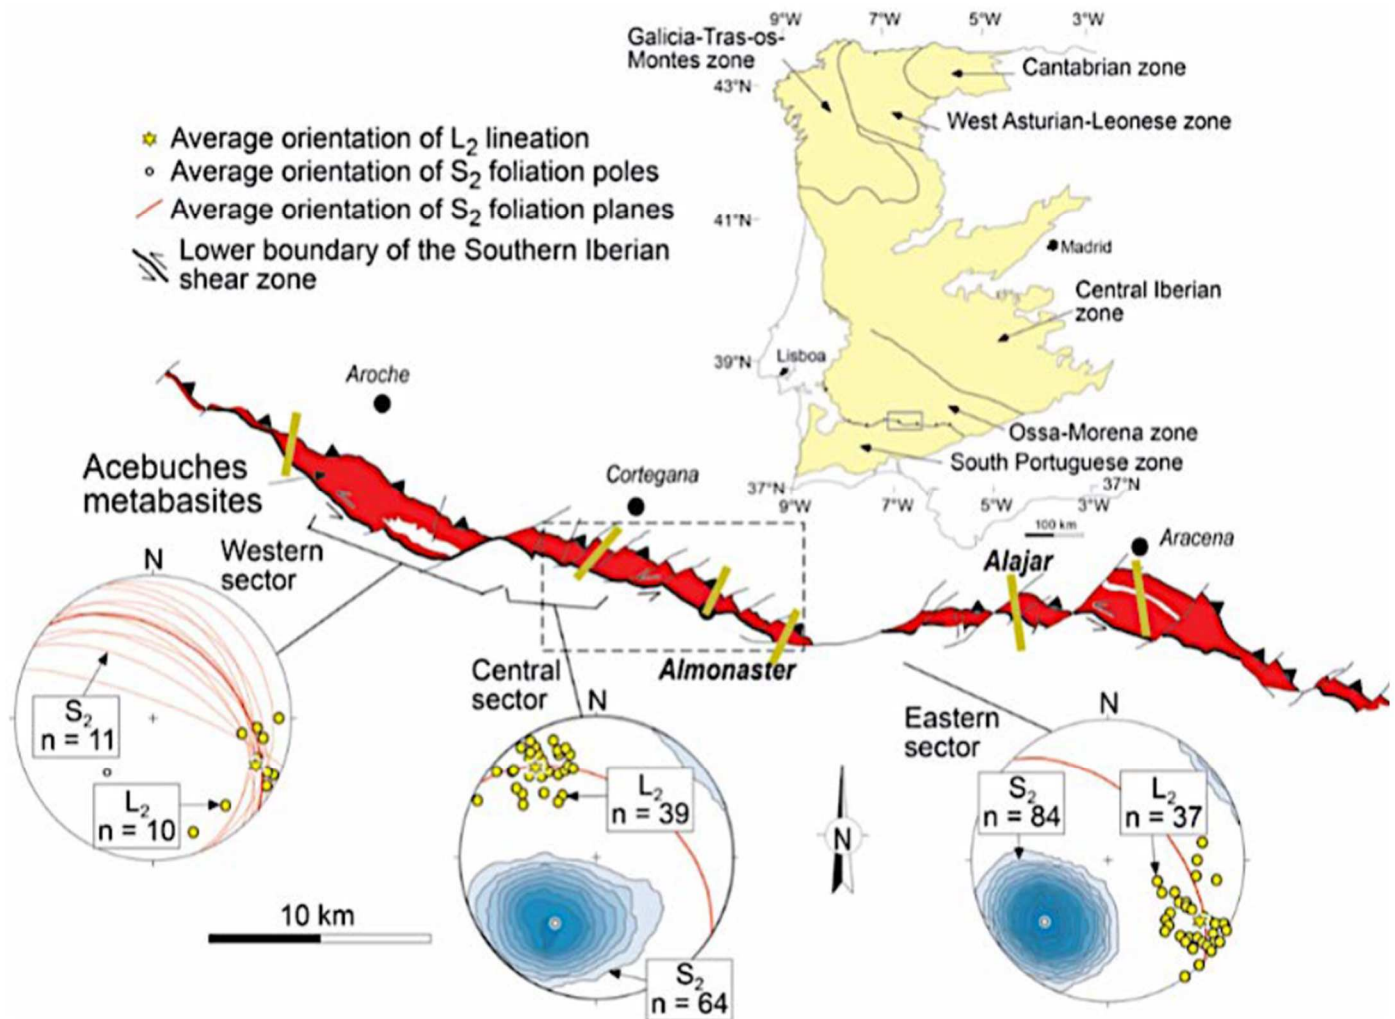 9°W 7°W 5°W 3°W
Galicia-Tras-os-
Montes zone
43°N
Cantabrian zone
West Asturian-Leonese zone
Average orientation of L2 lineation
Average orientation of S2 foliation poles
Average orientation of S2 foliation planes
Lower boundary of the Southern Iberian
shear zone
41°N
Madrid
Central Iberian
zone
39°N
Lisboa
Ossa-Morena zone
South Portuguese zone
37°N
37°N
9°W 7°W 5°W 3°W
100 km
Aroche
Acebuches
metabasites
Cortegana
Alajar
Aracena
Western
sector
Almonaster
Central
sector
Eastern
sector
N
S2
n = 11
L2
n = 10
N
L2
n = 39
S2
n = 64
N
N
S2
n = 84
L2
n = 37
10 km